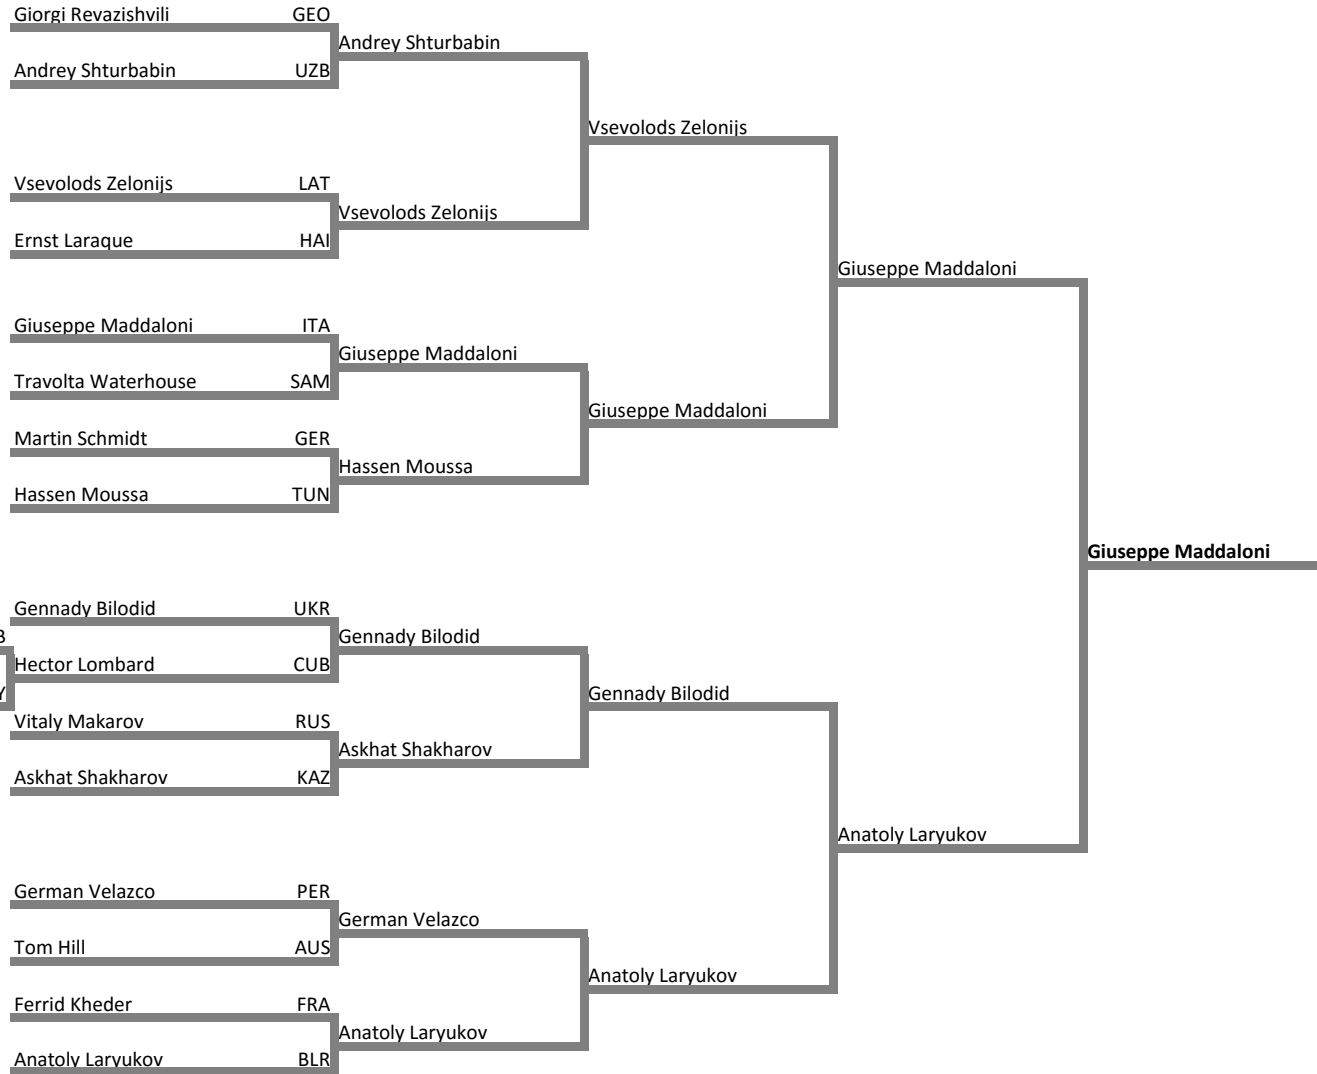 Giorgi Revazishvili GEO
Andrey Shturbabin
Andrey Shturbabin UZB
Vsevolods Zelonijs
Vsevolods Zelonijs LAT
Vsevolods Zelonijs
Ernst Laraque HAI
Giuseppe Maddaloni
Giuseppe Maddaloni ITA
Giuseppe Maddaloni
Travolta Waterhouse SAM
Giuseppe Maddaloni
Martin Schmidt GER
Hassen Moussa
Hassen Moussa TUN
Giuseppe Maddaloni
Gennady Bilodid UKR
B Gennady Bilodid
Hector Lombard CUB
Y Gennady Bilodid
Vitaly Makarov RUS
Askhat Shakharov
Askhat Shakharov KAZ
Anatoly Laryukov
German Velazco PER
German Velazco
Tom Hill AUS
Anatoly Laryukov
Ferrid Kheder FRA
Anatoly Laryukov
Anatoly Laryukov BLR